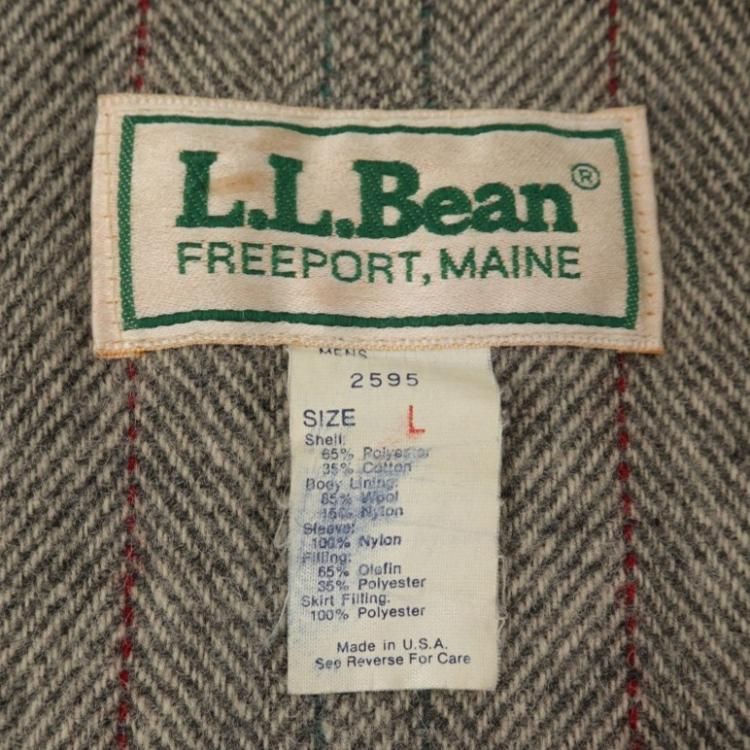 L.L.Bean®
FREEPORT, MAINE
MENS
2595
SIZE L
Shell:
65% Polyester
35% Cotton
Body Lining:
85% Wool
15% Nylon
Sleeve:
100% Nylon
Filling:
65% Olefin
35% Polyester
Skirt Filling:
100% Polyester
Made in U.S.A.
See Reverse For Care